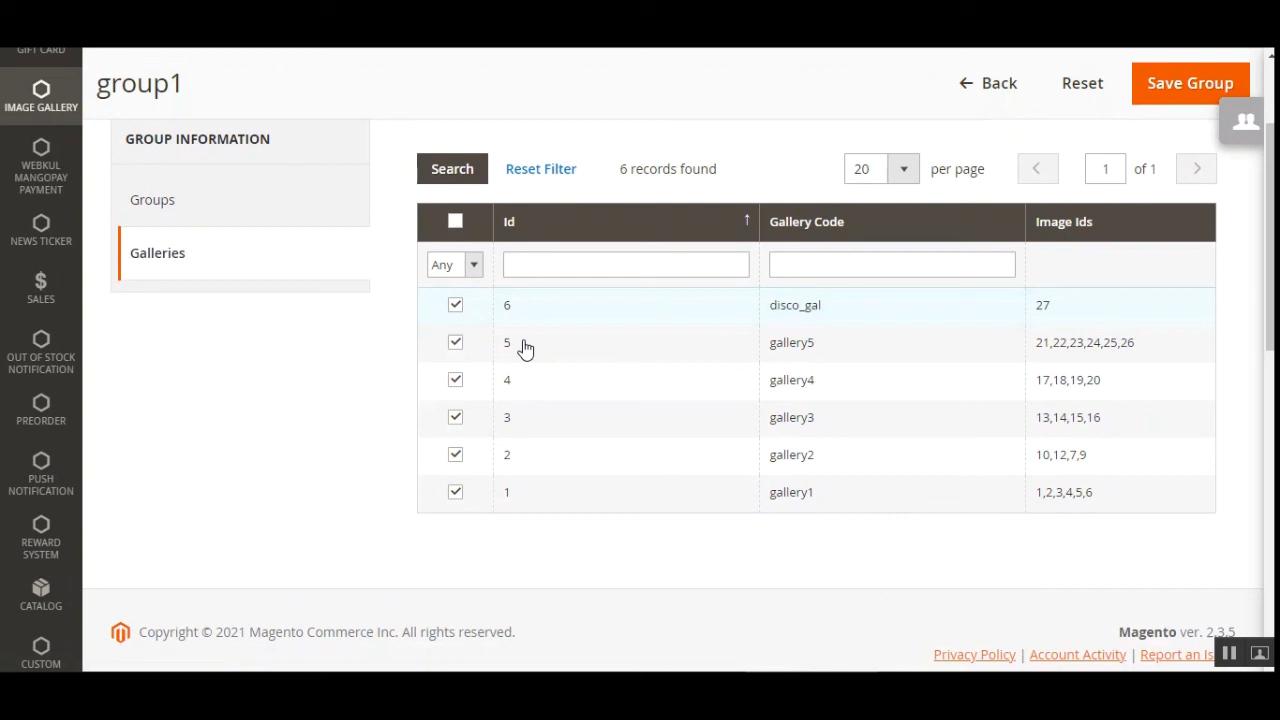 GIFT CARD
IMAGE GALLERY
WEBKUL
MANGOPAY
PAYMENT
NEWS TICKER
$
SALES
OUT OF STOCK
NOTIFICATION
PREORDER
PUSH
NOTIFICATION
REWARD
SYSTEM
CATALOG
CUSTOM
group1
← Back
Reset
Save Group
GROUP INFORMATION
Groups
Galleries
Search
Reset Filter
6 records found
20
per page
1
of 1
Id ↑ Gallery Code Image Ids
Any
6 disco_gal 27
5 gallery5 21,22,23,24,25,26
4 gallery4 17,18,19,20
3 gallery3 13,14,15,16
2 gallery2 10,12,7,9
1 gallery1 1,2,3,4,5,6
Copyright © 2021 Magento Commerce Inc. All rights reserved.
Magento ver. 2.3.5
Privacy Policy | Account Activity | Report an Is